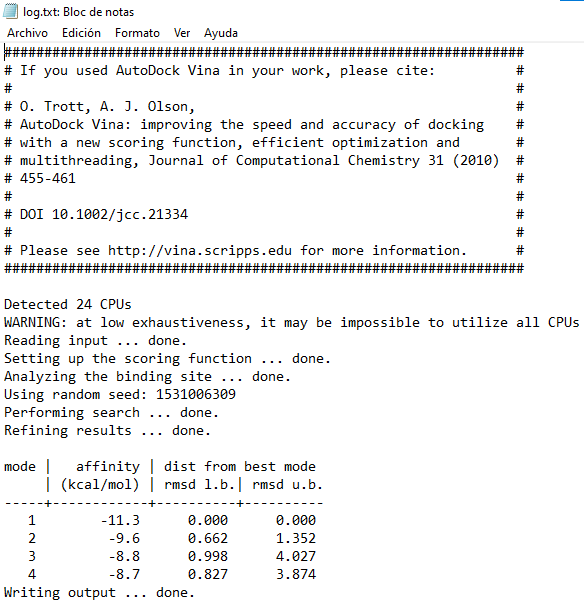 log.txt: Bloc de notas
Archivo Edición Formato Ver Ayuda
#################################################################
# If you used AutoDock Vina in your work, please cite:          #
#                                                               #
# O. Trott, A. J. Olson,                                        #
# AutoDock Vina: improving the speed and accuracy of docking    #
# with a new scoring function, efficient optimization and       #
# multithreading, Journal of Computational Chemistry 31 (2010)  #
# 455-461                                                       #
#                                                               #
# DOI 10.1002/jcc.21334                                         #
#                                                               #
# Please see http://vina.scripps.edu for more information.      #
#################################################################
Detected 24 CPUs
WARNING: at low exhaustiveness, it may be impossible to utilize all CPUs
Reading input ... done.
Setting up the scoring function ... done.
Analyzing the binding site ... done.
Using random seed: 1531006309
Performing search ... done.
Refining results ... done.
mode |   affinity | dist from best mode
     | (kcal/mol) | rmsd l.b.| rmsd u.b.
-----+------------+----------+----------
   1        -11.3      0.000      0.000
   2         -9.6      0.662      1.352
   3         -8.8      0.998      4.027
   4         -8.7      0.827      3.874
Writing output ... done.